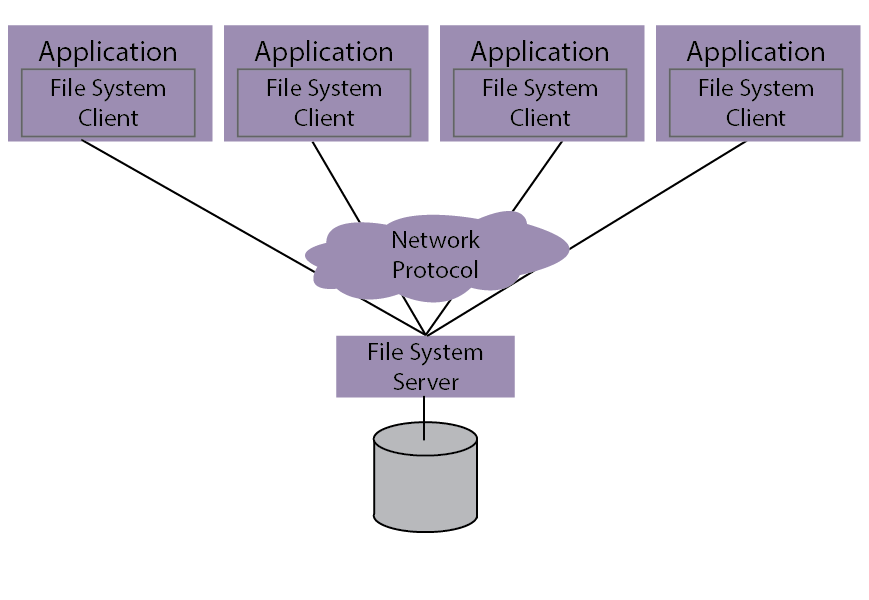 Application
File System
Client
Application
File System
Client
Application
File System
Client
Application
File System
Client
Network
Protocol
File System
Server